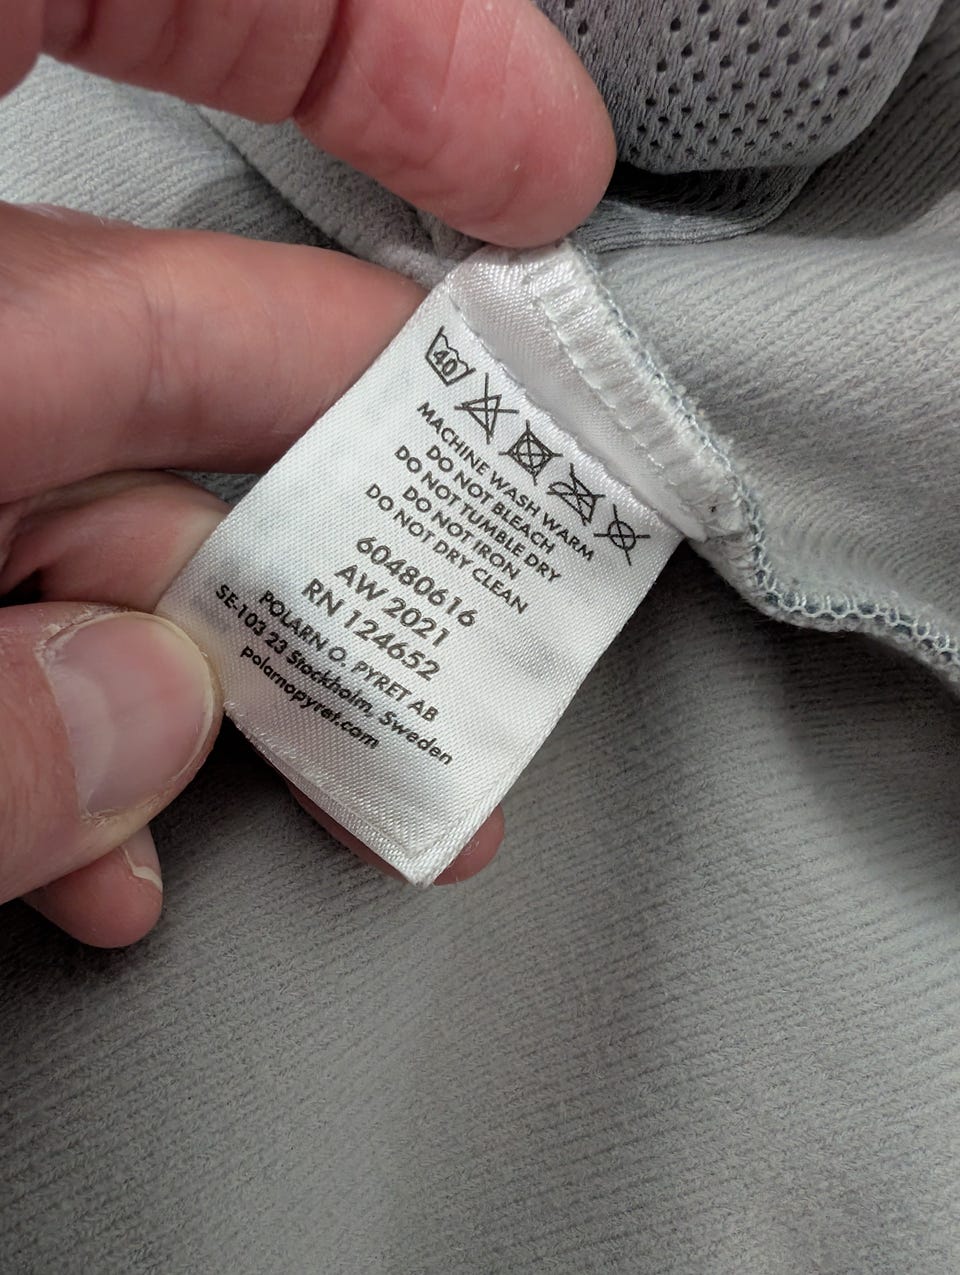 40
MACHINE WASH WARM
DO NOT BLEACH
DO NOT TUMBLE DRY
DO NOT IRON
DO NOT DRY CLEAN
60480616
AW 2021
RN 124652
POLARN O. PYRET AB
SE-103 23 Stockholm, Sweden
polarnopyret.com